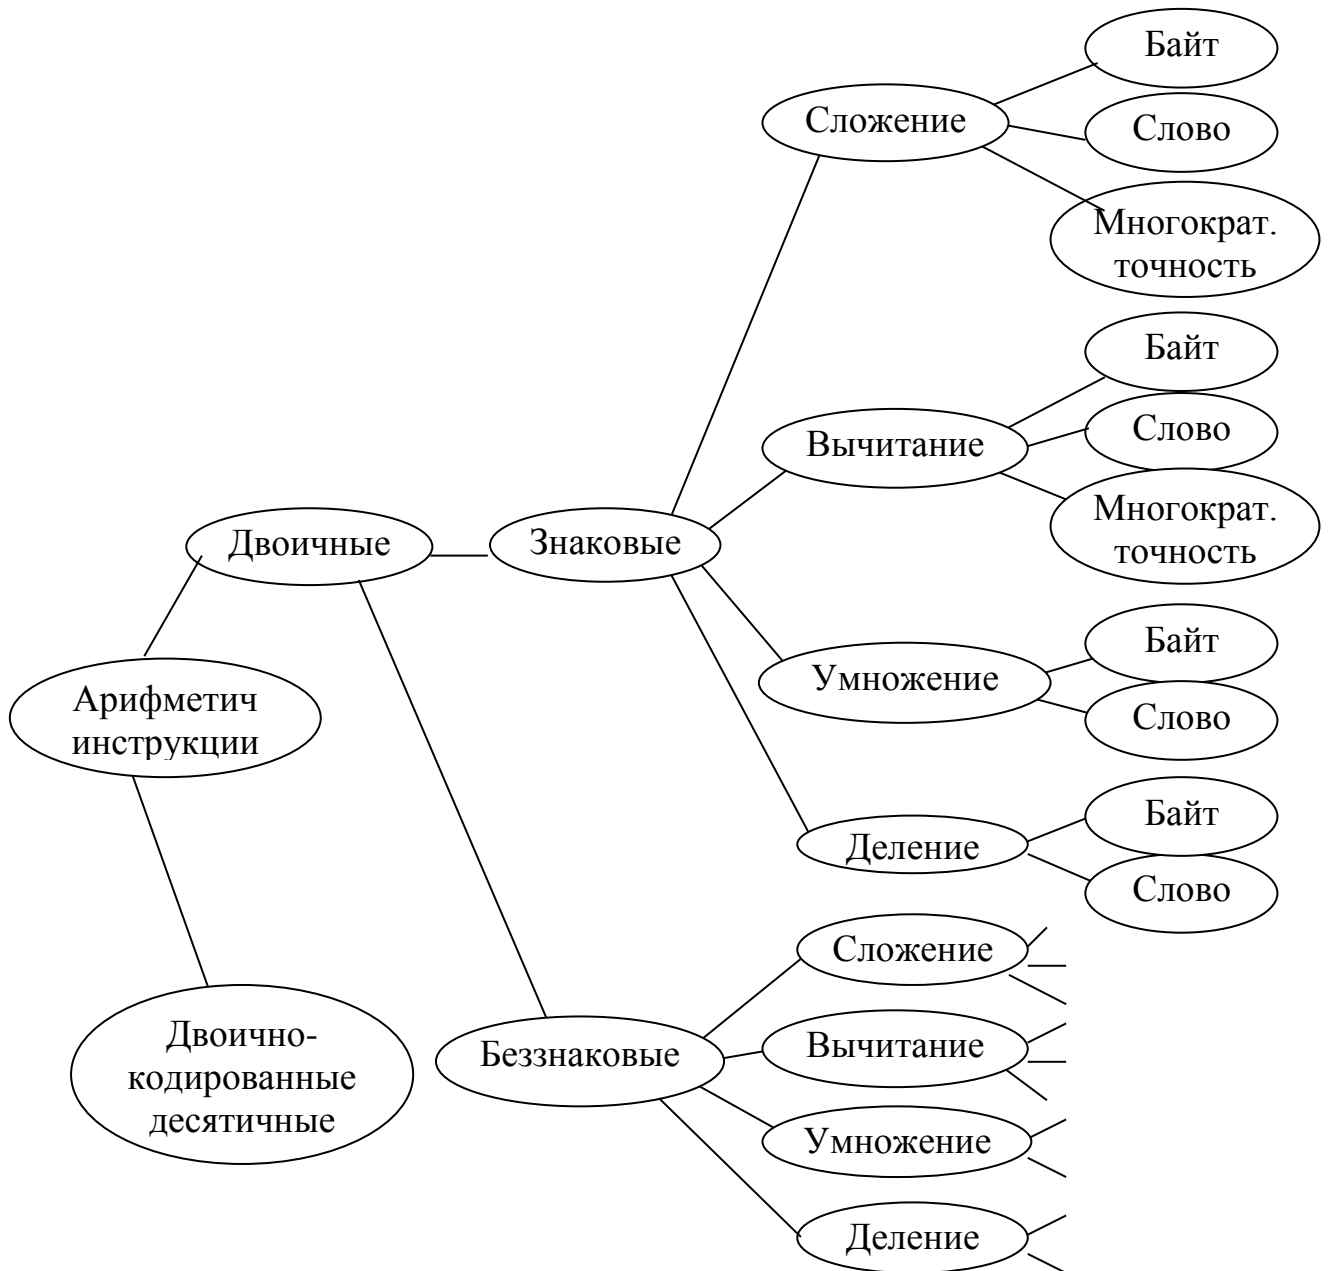 Байт
Сложение
Слово
Многократ.
точность
Байт
Вычитание
Слово
Многократ.
точность
Двоичные
Знаковые
Байт
Умножение
Слово
Арифметич
инструкции
Байт
Деление
Слово
Сложение
Двоично-
кодированные
десятичные
Беззнаковые
Вычитание
Умножение
Деление